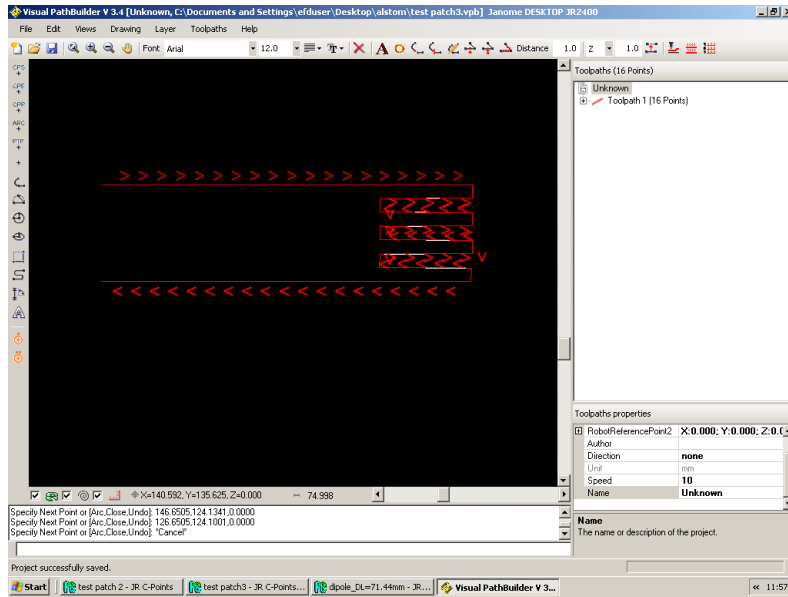 Visual PathBuilder V 3.4 [Unknown, C:\Documents and Settings\efduser\Desktop\alstom\test patch3.vpb] Janome DESKTOP JR2400
File Edit Views Drawing Layer Toolpaths Help
Font Arial 12.0 Distance 1.0 Z 1.0
CPS
CPE
CPP
ARC
PTP
Toolpaths (16 Points)
Unknown
Toolpath 1 (16 Points)
Toolpaths properties
RobotReferencePoint2 X:0.000; Y:0.000; Z:0.(
Author
Direction none
Unit mm
Speed 10
Name Unknown
X=140.592, Y=135.625, Z=0.000 74.998
Specify Next Point or [Arc,Close,Undo]: 146.6505,124.1341,0.0000
Specify Next Point or [Arc,Close,Undo]: 126.6505,124.1001,0.0000
Specify Next Point or [Arc,Close,Undo]: *Cancel*
Name
The name or description of the project.
Project successfully saved.
Start test patch 2 - JR C-Points test patch3 - JR C-Points... dipole_DL=71.44mm - JR... Visual PathBuilder V 3... « 11:57